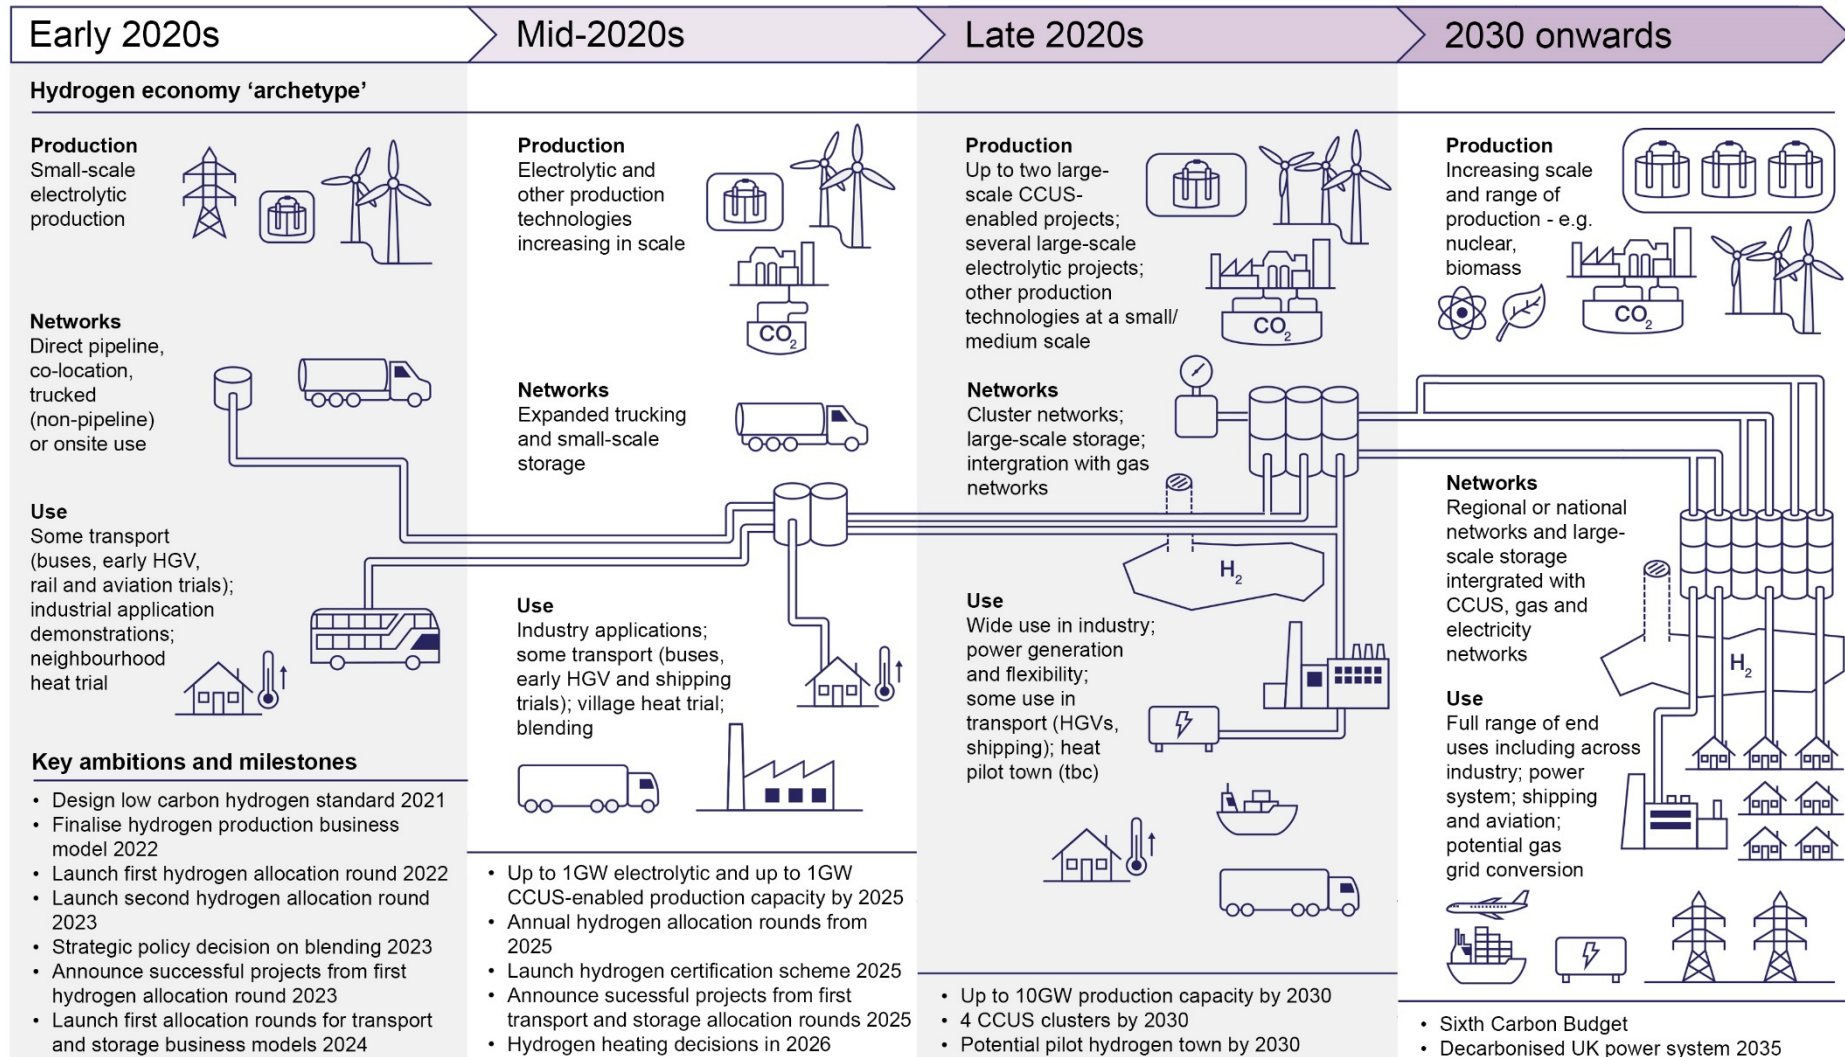 Early 2020s
Mid-2020s
Late 2020s
2030 onwards
Hydrogen economy ‘archetype’
Production
Small-scale
electrolytic
production
Networks
Direct pipeline,
co-location,
trucked
(non-pipeline)
or onsite use
Use
Some transport
(buses, early HGV,
rail and aviation trials);
industrial application
demonstrations;
neighbourhood
heat trial
Key ambitions and milestones
• Design low carbon hydrogen standard 2021
• Finalise hydrogen production business
model 2022
• Launch first hydrogen allocation round 2022
• Launch second hydrogen allocation round
2023
• Strategic policy decision on blending 2023
• Announce successful projects from first
hydrogen allocation round 2023
• Launch first allocation rounds for transport
and storage business models 2024
Production
Electrolytic and
other production
technologies
increasing in scale
CO₂
Networks
Expanded trucking
and small-scale
storage
Use
Industry applications;
some transport (buses,
early HGV and shipping
trials); village heat trial;
blending
• Up to 1GW electrolytic and up to 1GW
CCUS-enabled production capacity by 2025
• Annual hydrogen allocation rounds from
2025
• Launch hydrogen certification scheme 2025
• Announce sucessful projects from first
transport and storage allocation rounds 2025
• Hydrogen heating decisions in 2026
Production
Up to two large-
scale CCUS-
enabled projects;
several large-scale
electrolytic projects;
other production
technologies at a small/
medium scale
CO₂
Networks
Cluster networks;
large-scale storage;
intergration with gas
networks
H₂
Use
Wide use in industry;
power generation
and flexibility;
some use in
transport (HGVs,
shipping); heat
pilot town (tbc)
• Up to 10GW production capacity by 2030
• 4 CCUS clusters by 2030
• Potential pilot hydrogen town by 2030
Production
Increasing scale
and range of
production - e.g.
nuclear,
biomass
CO₂
Networks
Regional or national
networks and large-
scale storage
intergrated with
CCUS, gas and
electricity
networks
H₂
Use
Full range of end
uses including across
industry; power
system; shipping
and aviation;
potential gas
grid conversion
• Sixth Carbon Budget
• Decarbonised UK power system 2035